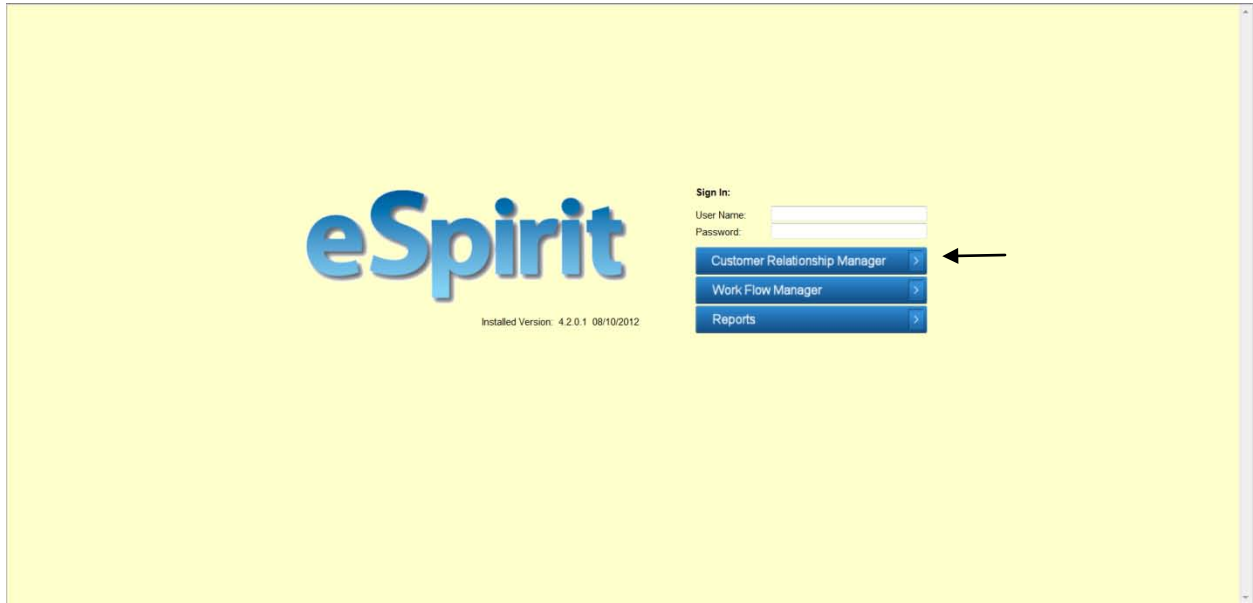 eSpirit
Installed Version: 4.2.0.1 08/10/2012
Sign In:
User Name:
Password:
Customer Relationship Manager >
Work Flow Manager >
Reports >